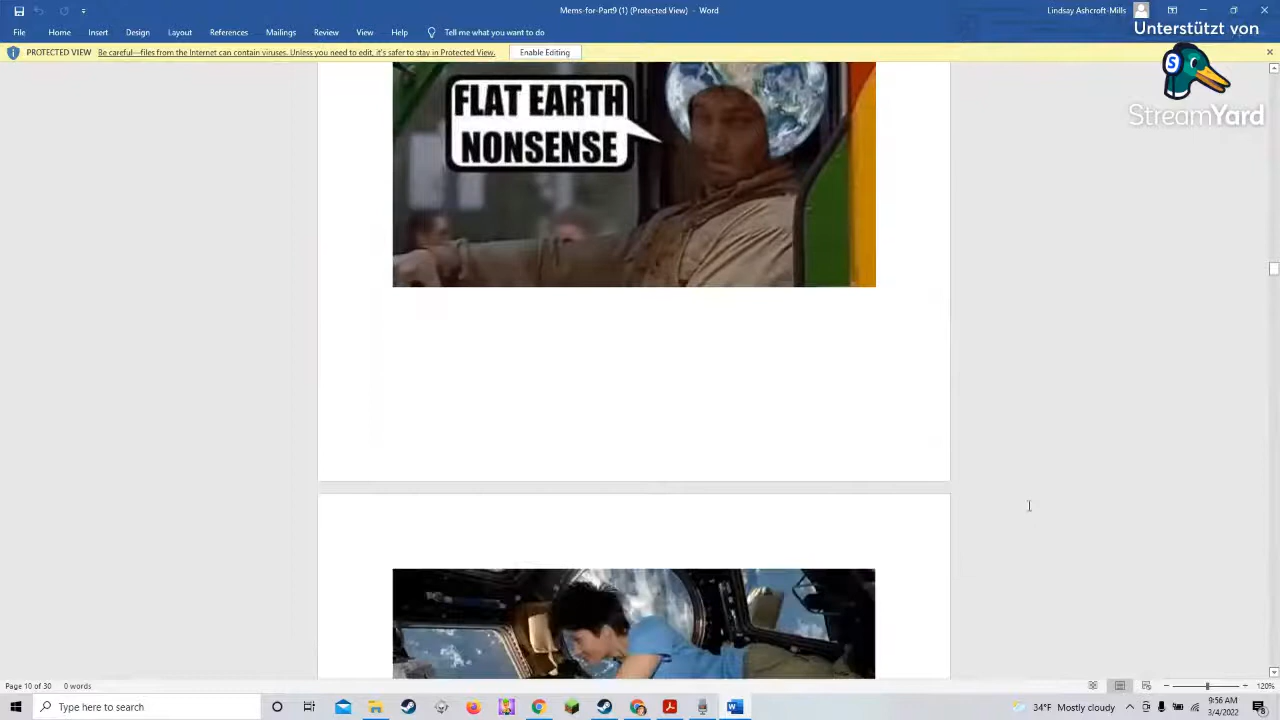 Mems-for-Part9 (1) (Protected View) - Word
Lindsay Ashcroft-Mills
File Home Insert Design Layout References Mailings Review View Help Tell me what you want to do
Unterstützt von
PROTECTED VIEW Be careful—files from the Internet can contain viruses. Unless you need to edit, it's safer to stay in Protected View. Enable Editing
S
StreamYard
FLAT EARTH
NONSENSE
Page 10 of 30 0 words
120%
Type here to search
34°F Mostly cloudy
9:56 AM
3/4/2022